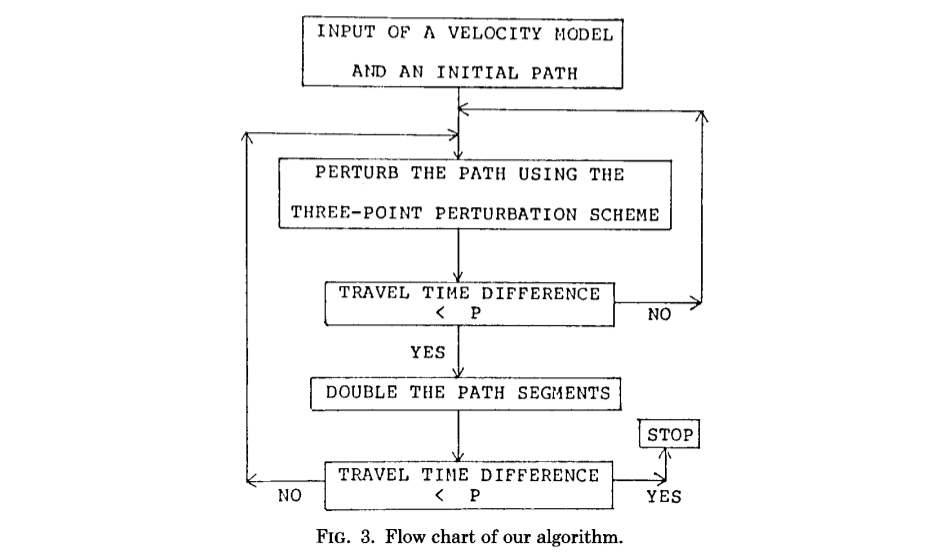 INPUT OF A VELOCITY MODEL
AND AN INITIAL PATH
PERTURB THE PATH USING THE
THREE-POINT PERTURBATION SCHEME
TRAVEL TIME DIFFERENCE
< P
NO
YES
DOUBLE THE PATH SEGMENTS
STOP
TRAVEL TIME DIFFERENCE
< P
NO
YES
FIG. 3. Flow chart of our algorithm.